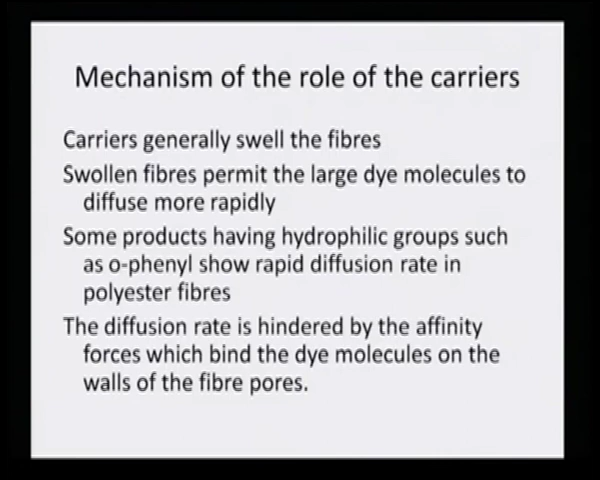 Mechanism of the role of the carriers
Carriers generally swell the fibres
Swollen fibres permit the large dye molecules to
diffuse more rapidly
Some products having hydrophilic groups such
as o-phenyl show rapid diffusion rate in
polyester fibres
The diffusion rate is hindered by the affinity
forces which bind the dye molecules on the
walls of the fibre pores.